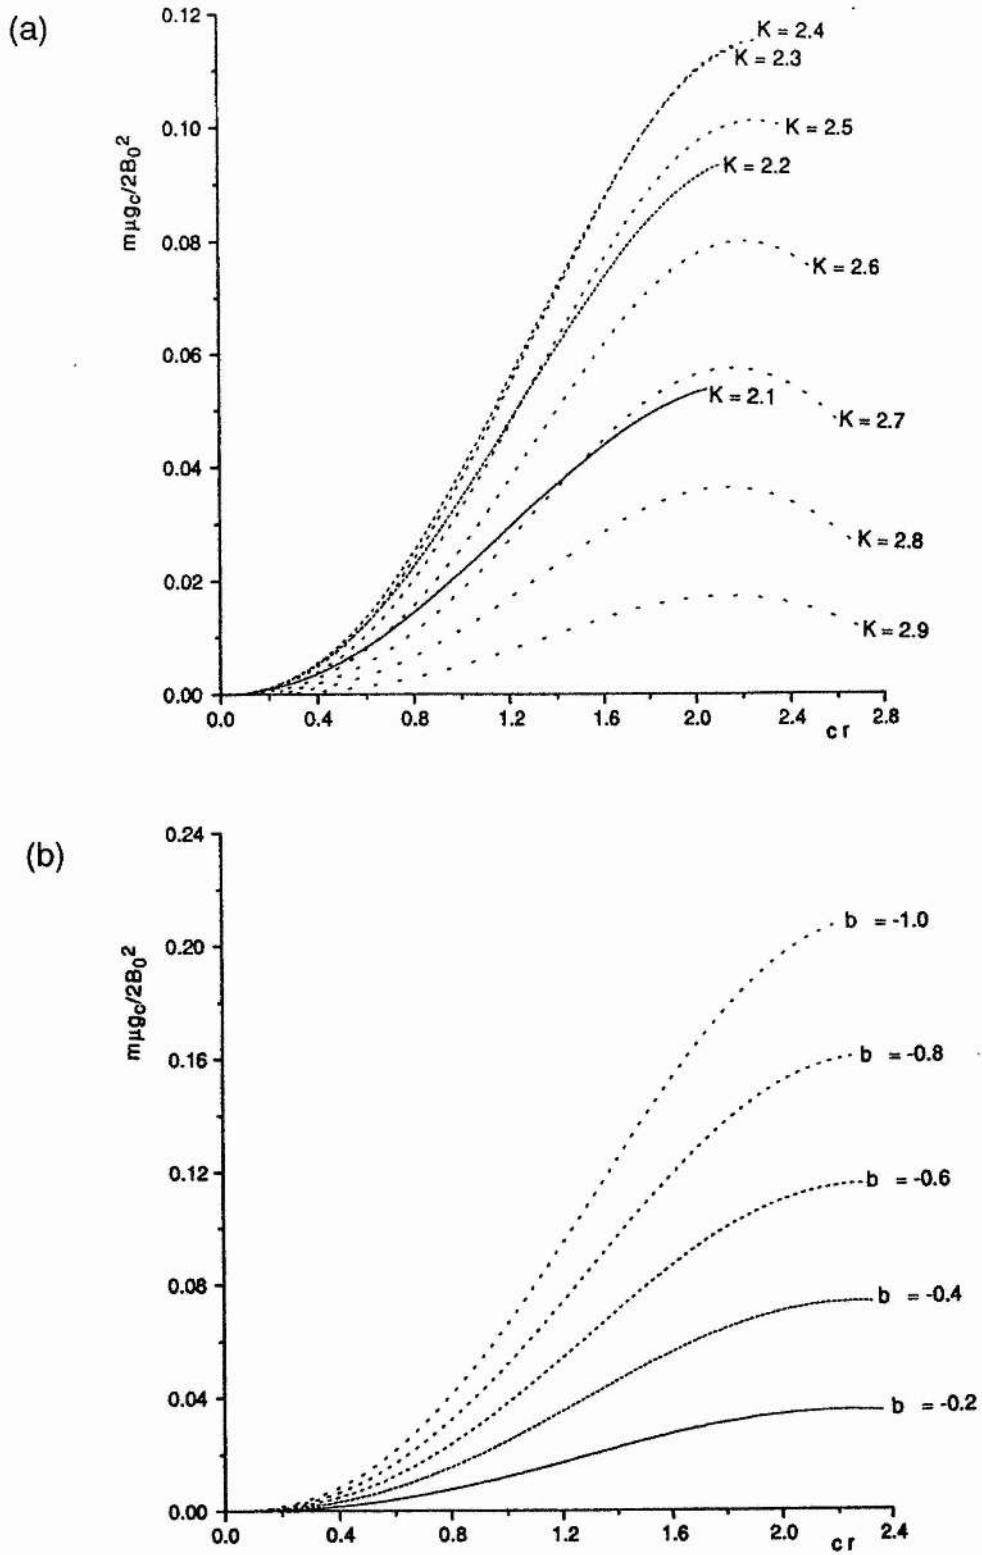 (a)
mμg_c/2B_0^2
0.12
0.10
0.08
0.06
0.04
0.02
0.00
K = 2.4
K = 2.3
K = 2.5
K = 2.2
K = 2.6
K = 2.1
K = 2.7
K = 2.8
K = 2.9
0.0 0.4 0.8 1.2 1.6 2.0 2.4 2.8
cr
(b)
mμg_c/2B_0^2
0.24
0.20
0.16
0.12
0.08
0.04
0.00
b = -1.0
b = -0.8
b = -0.6
b = -0.4
b = -0.2
0.0 0.4 0.8 1.2 1.6 2.0 2.4
cr